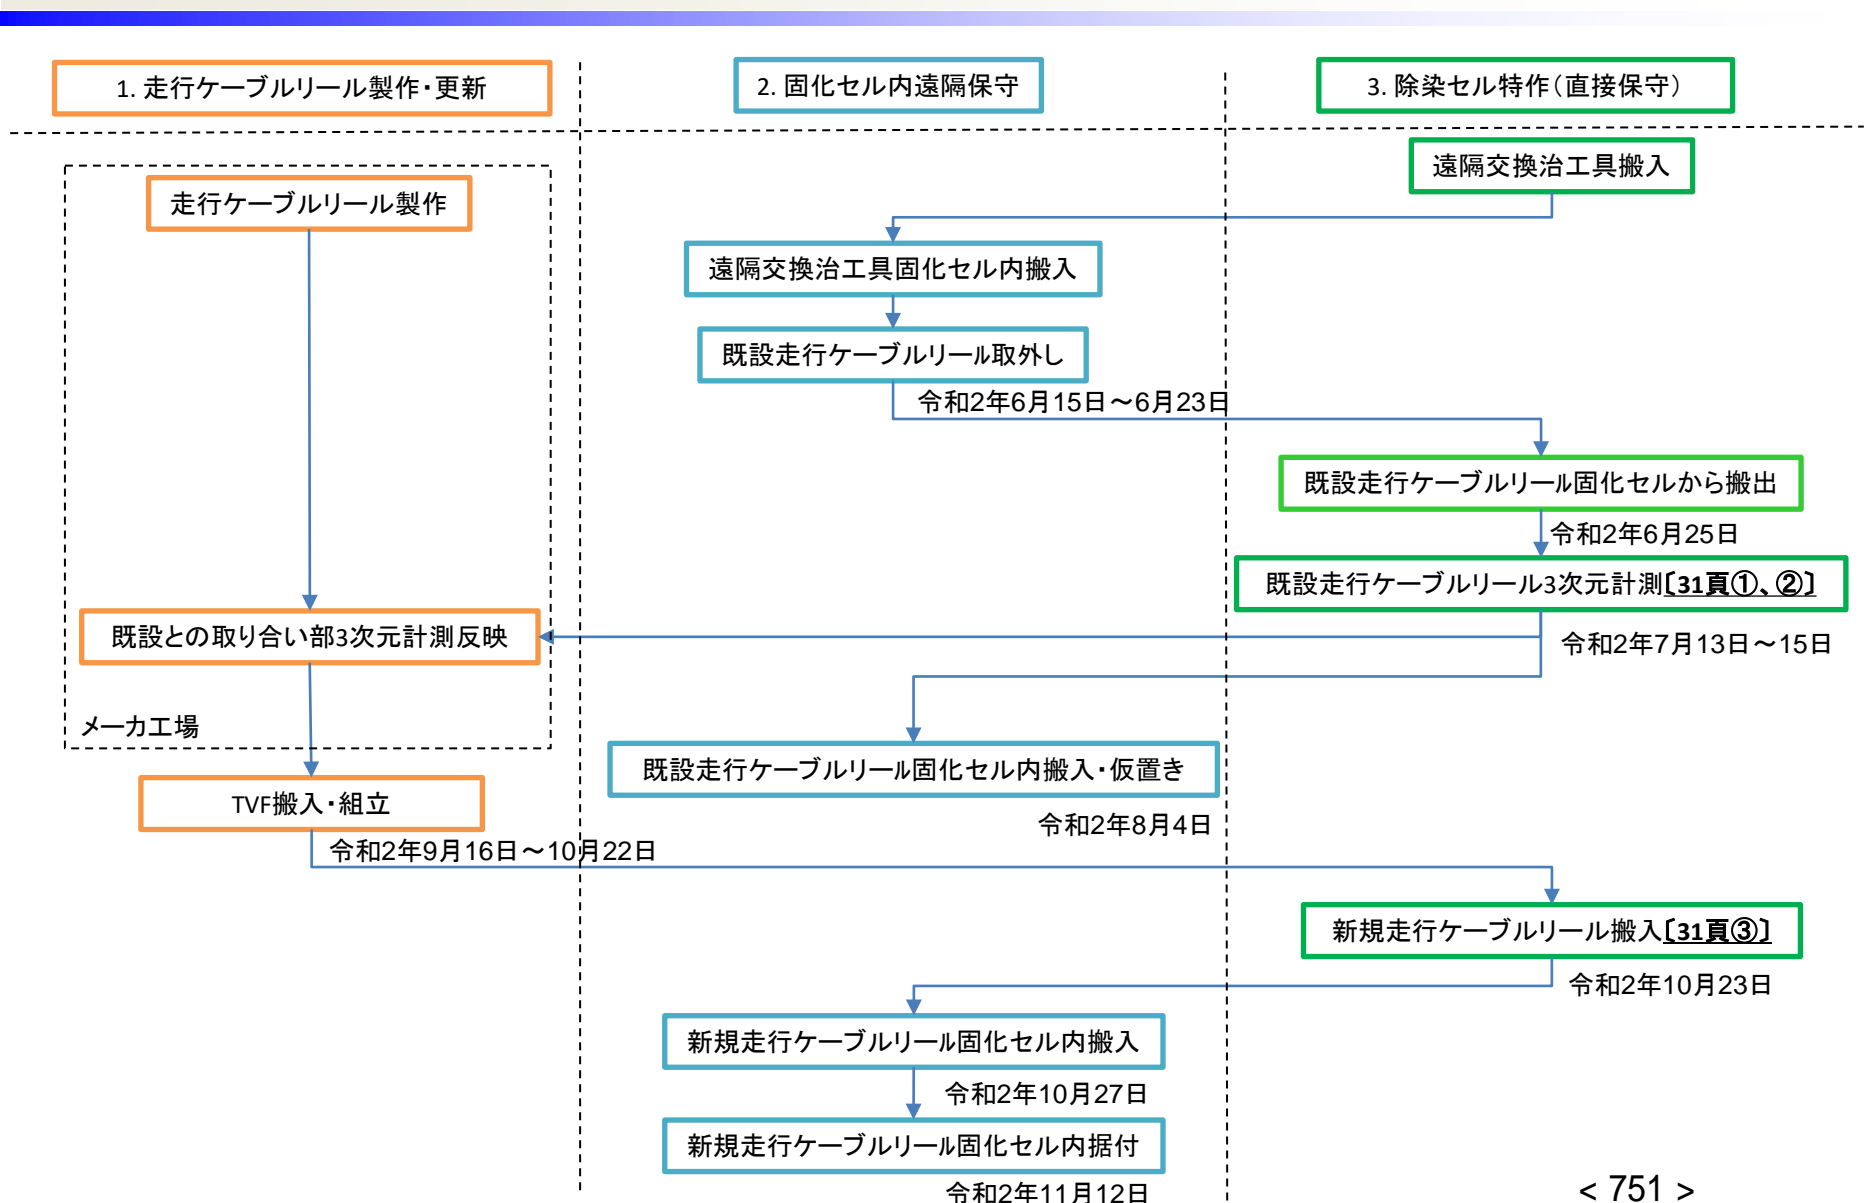 1. 走行ケーブルリール製作・更新
2. 固化セル内遠隔保守
3. 除染セル特作（直接保守）
遠隔交換治工具搬入
走行ケーブルリール製作
遠隔交換治工具固化セル内搬入
既設走行ケーブルリール取外し
令和2年6月15日～6月23日
既設走行ケーブルリール固化セルから搬出
令和2年6月25日
既設走行ケーブルリール3次元計測〔31頁①、②〕
既設との取り合い部3次元計測反映
令和2年7月13日～15日
メーカ工場
既設走行ケーブルリール固化セル内搬入・仮置き
TVF搬入・組立
令和2年8月4日
令和2年9月16日～10月22日
新規走行ケーブルリール搬入〔31頁③〕
令和2年10月23日
新規走行ケーブルリール固化セル内搬入
令和2年10月27日
新規走行ケーブルリール固化セル内据付
令和2年11月12日
< 751 >